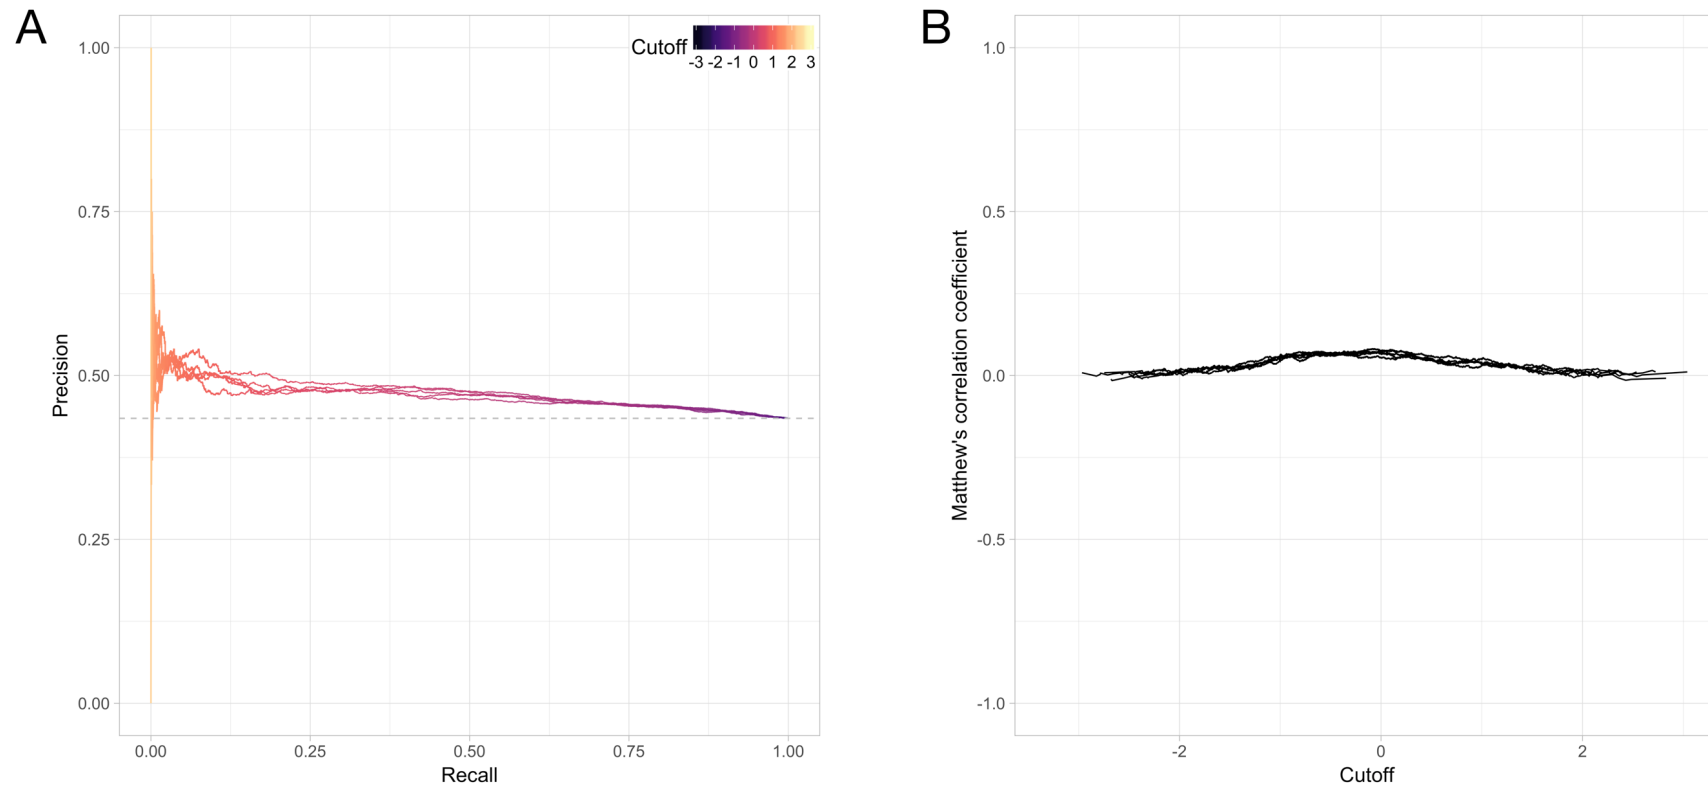 A
Cutoff
-3 -2 -1 0 1 2 3
1.00
0.75
0.50
0.25
0.00
Precision
0.00 0.25 0.50 0.75 1.00
Recall
B
1.0
0.5
0.0
-0.5
-1.0
Matthew's correlation coefficient
-2 0 2
Cutoff